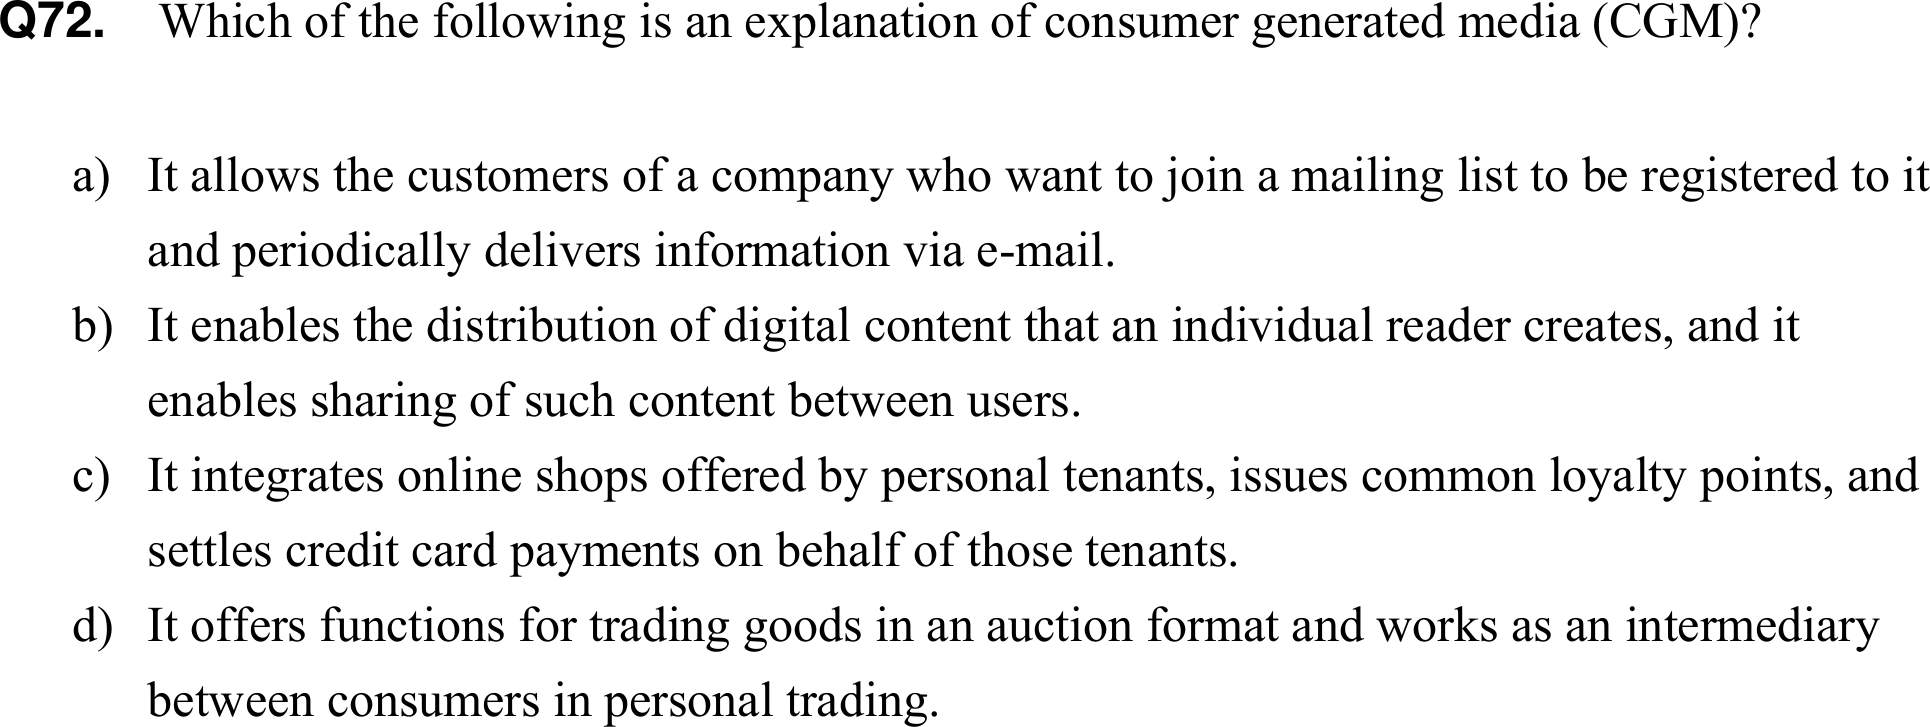 Q72. Which of the following is an explanation of consumer generated media (CGM)?
a) It allows the customers of a company who want to join a mailing list to be registered to it
and periodically delivers information via e-mail.
b) It enables the distribution of digital content that an individual reader creates, and it
enables sharing of such content between users.
c) It integrates online shops offered by personal tenants, issues common loyalty points, and
settles credit card payments on behalf of those tenants.
d) It offers functions for trading goods in an auction format and works as an intermediary
between consumers in personal trading.